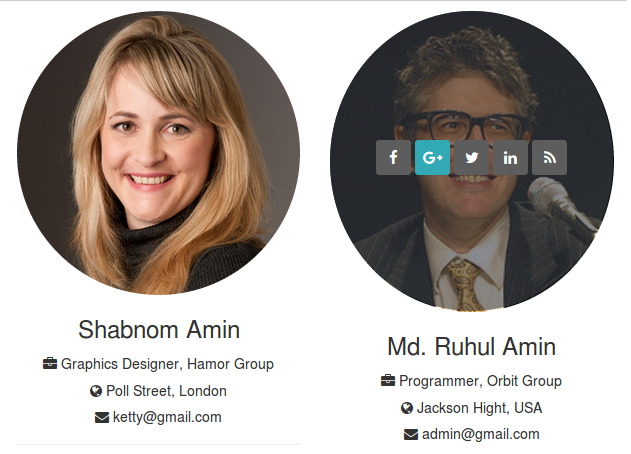 f G+ in
Shabnom Amin
Graphics Designer, Hamor Group
Poll Street, London
ketty@gmail.com
Md. Ruhul Amin
Programmer, Orbit Group
Jackson Hight, USA
admin@gmail.com